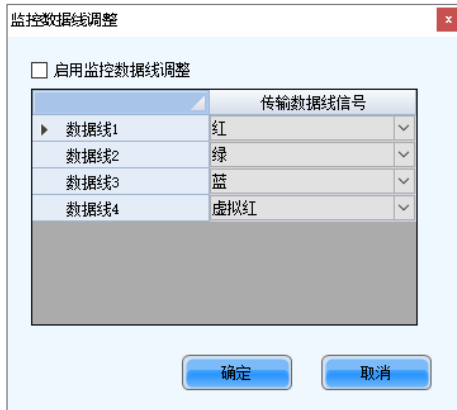 监控数据线调整
启用监控数据线调整
传输数据线信号
数据线1 红
数据线2 绿
数据线3 蓝
数据线4 虚拟红
确定 取消